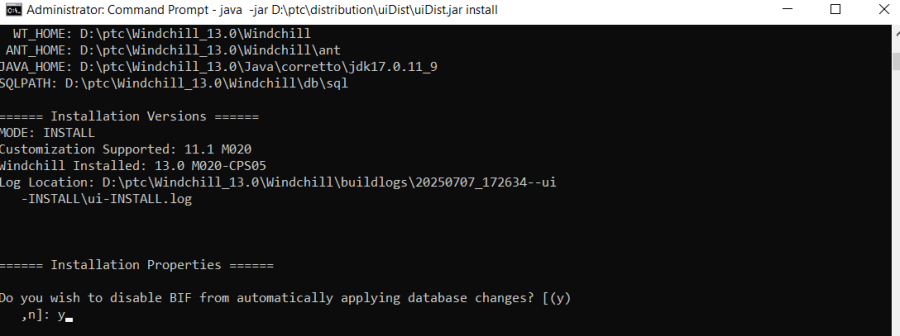 Administrator: Command Prompt - java  -jar D:\ptc\distribution\uiDist\uiDist.jar install
WT_HOME: D:\ptc\Windchill_13.0\Windchill
ANT_HOME: D:\ptc\Windchill_13.0\Windchill\ant
JAVA_HOME: D:\ptc\Windchill_13.0\Java\corretto\jdk17.0.11_9
SQLPATH: D:\ptc\Windchill_13.0\Windchill\db\sql
====== Installation Versions ======
MODE: INSTALL
Customization Supported: 11.1 M020
Windchill Installed: 13.0 M020-CPS05
Log Location: D:\ptc\Windchill_13.0\Windchill\buildlogs\20250707_172634--ui
-INSTALL\ui-INSTALL.log
====== Installation Properties ======
Do you wish to disable BIF from automatically applying database changes? [(y)
,n]: y